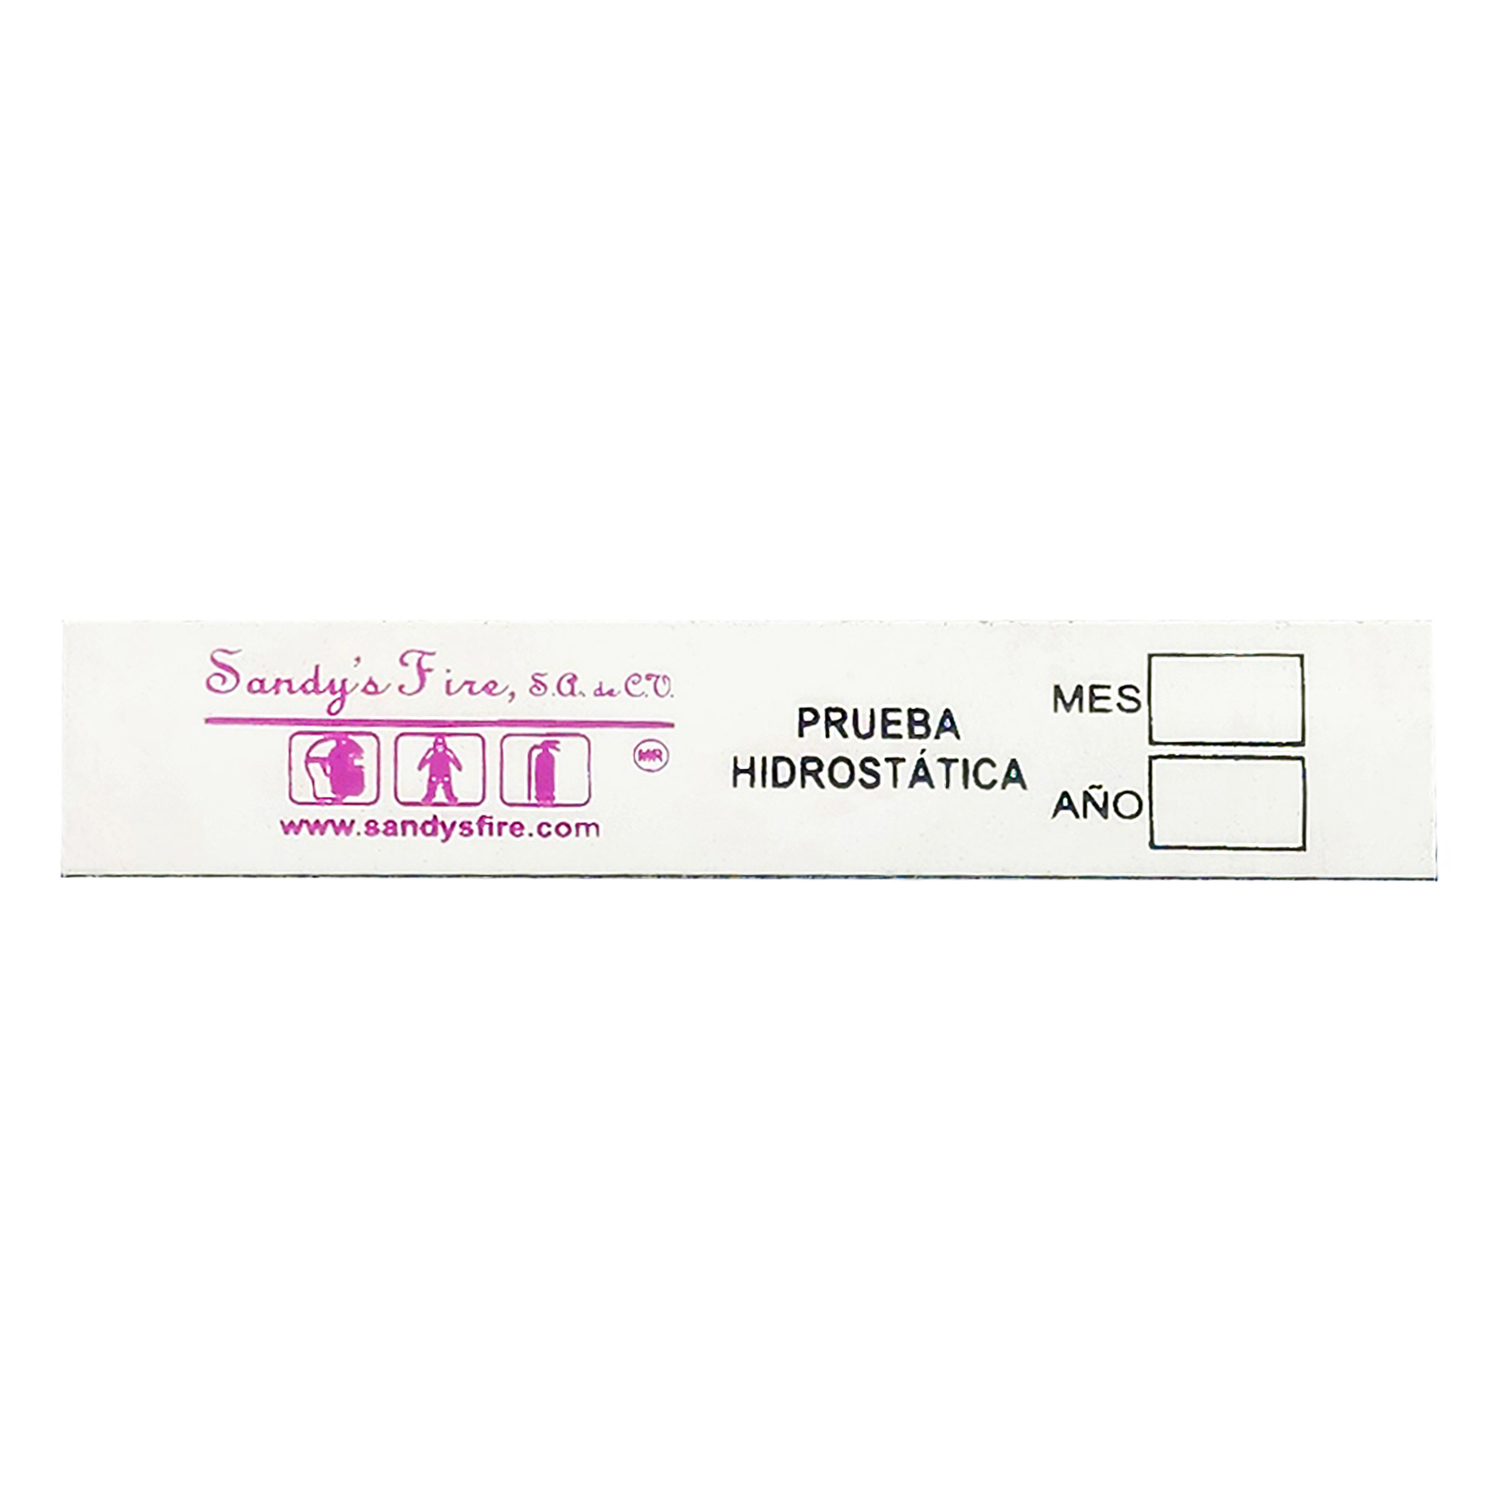 Sandy's Fire, S.A. de C.V.
MR
www.sandysfire.com
PRUEBA
HIDROSTÁTICA
MES
AÑO